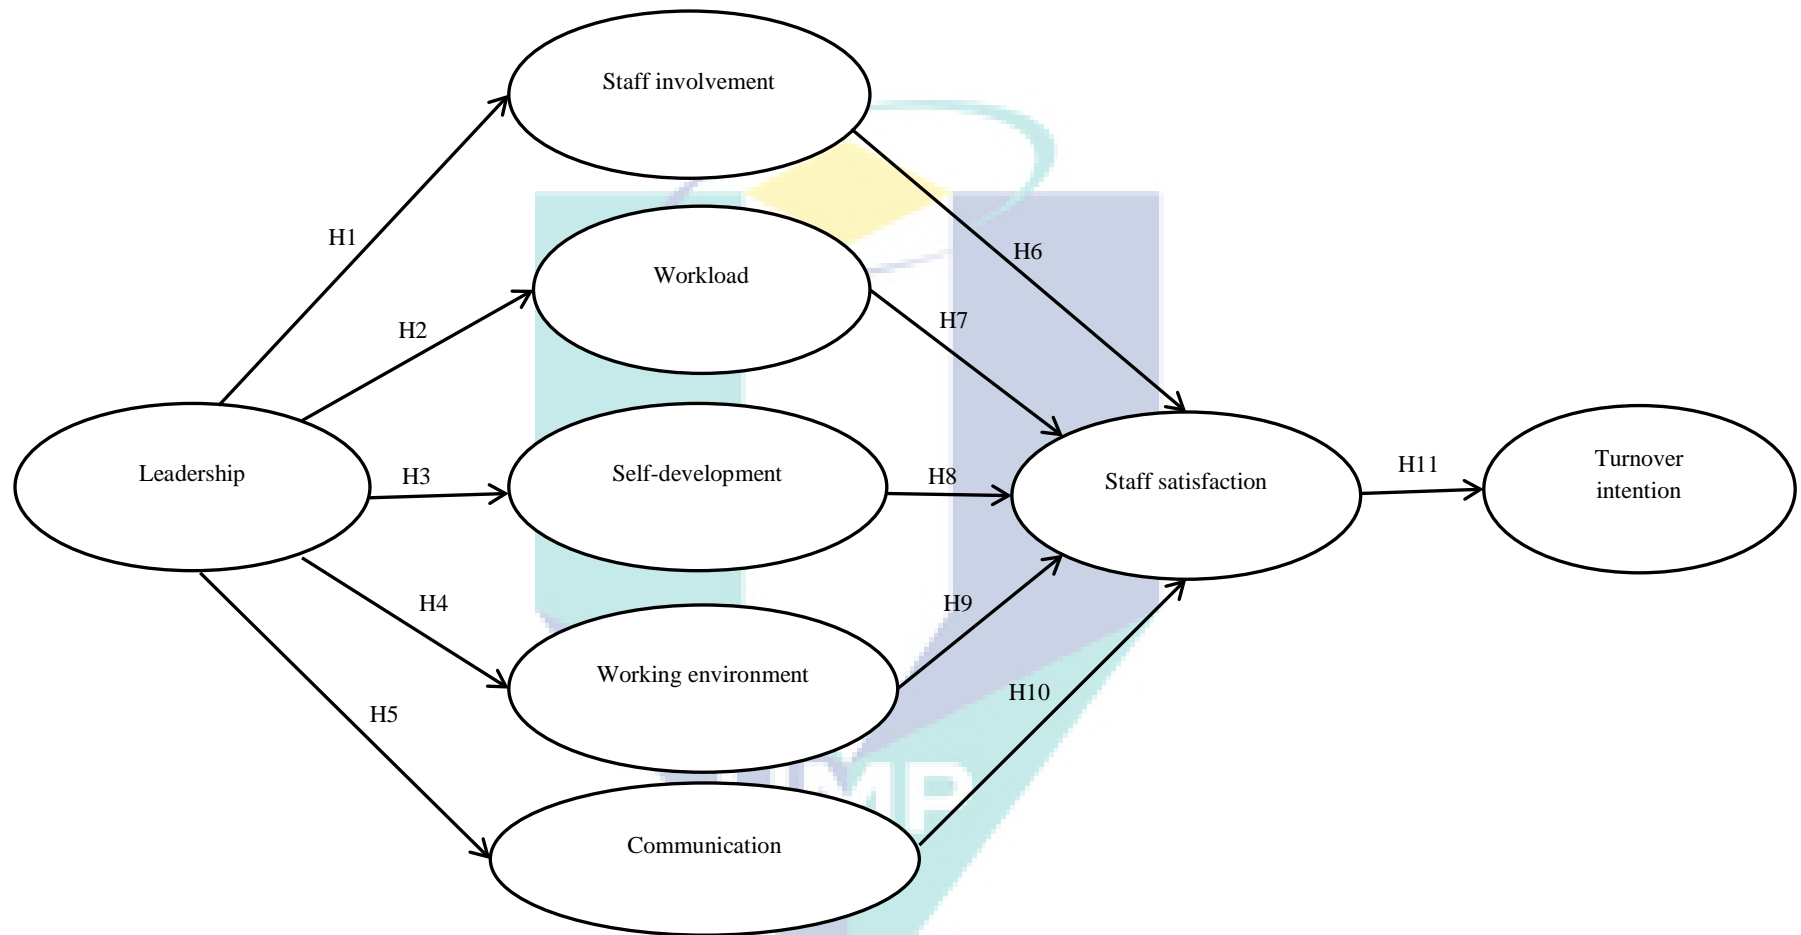 Staff involvement
H1
H6
Workload
H2
H7
Leadership
H3
Self-development
H8
Staff satisfaction
H11
Turnover
intention
H4
H9
Working environment
H5
H10
UMP
Communication